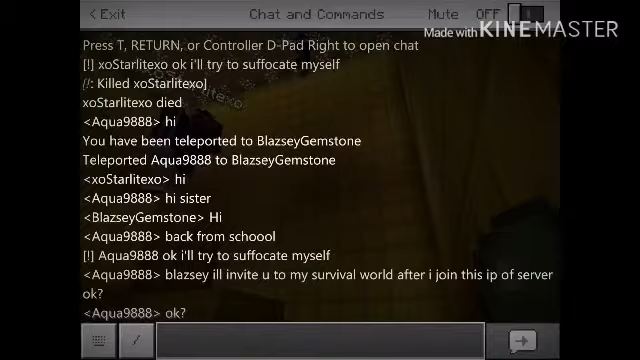 < Exit Chat and Commands Mute OFF
Made with KINEMASTER
Press T, RETURN, or Controller D-Pad Right to open chat
[!] xoStarlitexo ok i'll try to suffocate myself
[!: Killed xoStarlitexo]
xoStarlitexo died
<Aqua9888> hi
You have been teleported to BlazseyGemstone
Teleported Aqua9888 to BlazseyGemstone
<xoStarlitexo> hi
<Aqua9888> hi sister
<BlazseyGemstone> Hi
<Aqua9888> back from schoool
[!] Aqua9888 ok i'll try to suffocate myself
<Aqua9888> blazsey ill invite u to my survival world after i join this ip of server
ok?
<Aqua9888> ok?
/